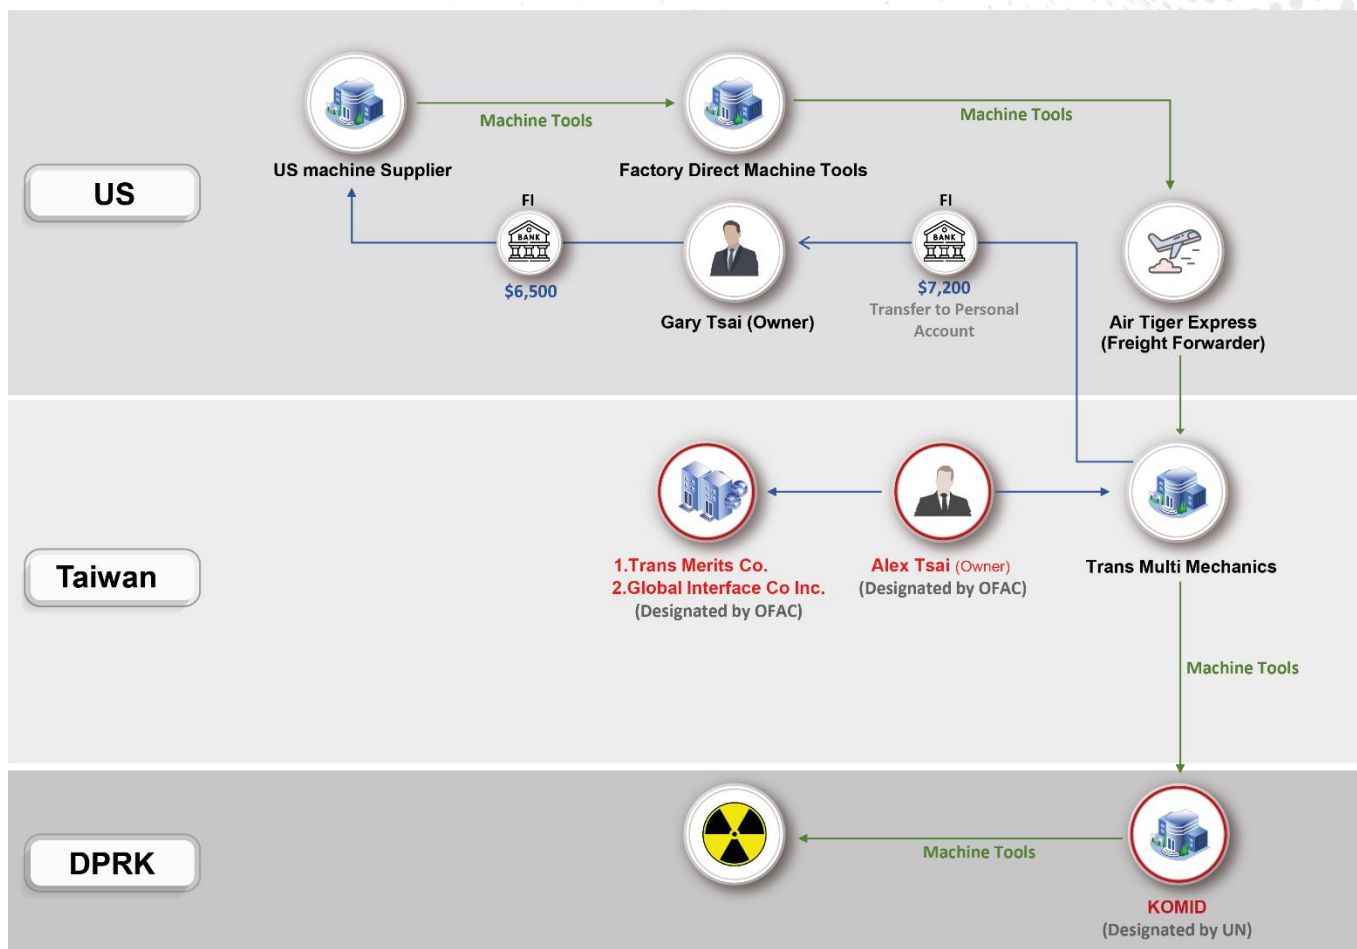 US
US machine Supplier
Machine Tools
Factory Direct Machine Tools
Machine Tools
FI
BANK
$6,500
Gary Tsai (Owner)
FI
BANK
$7,200
Transfer to Personal
Account
Air Tiger Express
(Freight Forwarder)
Taiwan
1.Trans Merits Co.
2.Global Interface Co Inc.
(Designated by OFAC)
Alex Tsai (Owner)
(Designated by OFAC)
Trans Multi Mechanics
Machine Tools
DPRK
Machine Tools
KOMID
(Designated by UN)